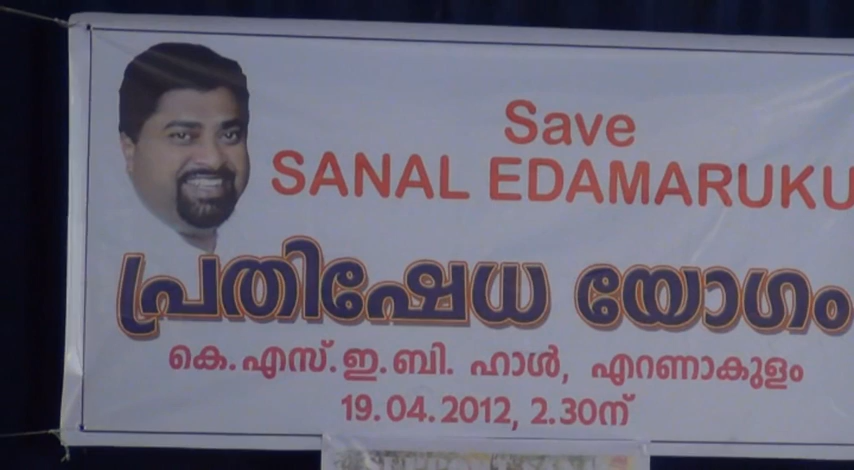 Save
SANAL EDAMARUKU
പ്രതിഷേധ യോഗം
കെ.എസ്.ഇ.ബി. ഹാൾ, എറണാകുളം
19.04.2012, 2.30ന്